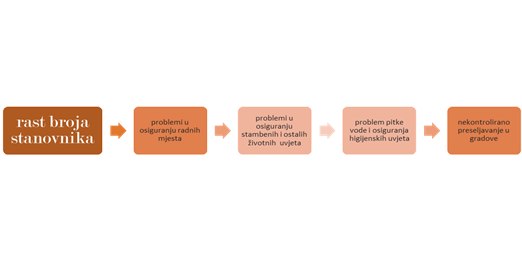 rast broja
stanovnika
problemi u
osiguranju radnih
mjesta
problemi u
osiguranju
stambenih i ostalih
životnih uvjeta
problem pitke
vode i osiguranja
higijenskih uvjeta
nekontrolirano
preseljavanje u
gradove